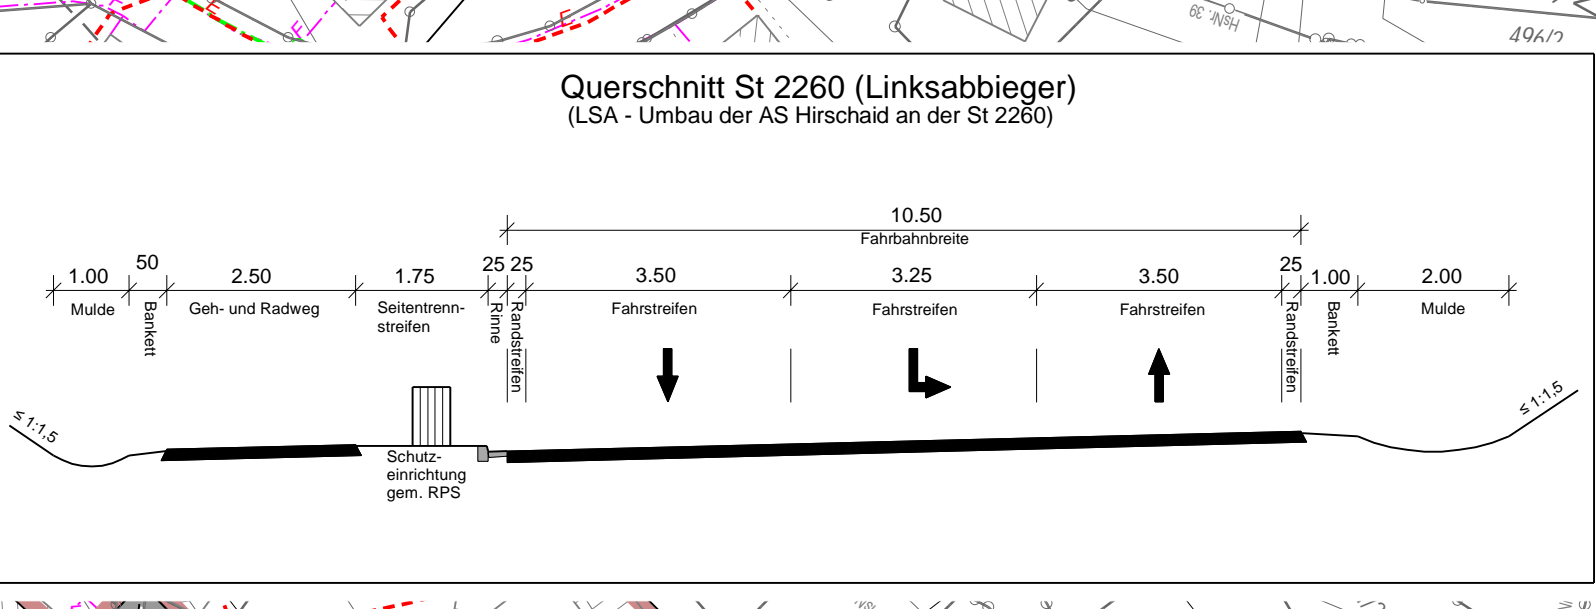 E
E
E
E
HsNr. 39
496/2
Querschnitt St 2260 (Linksabbieger)
(LSA - Umbau der AS Hirschaid an der St 2260)
10.50
Fahrbahnbreite
1.00
50
2.50
1.75
25
25
3.50
3.25
3.50
25
1.00
2.00
Mulde
Bankett
Geh- und Radweg
Seitentrenn-
streifen
Rinne
Randstreifen
Fahrstreifen
Fahrstreifen
Fahrstreifen
Randstreifen
Bankett
Mulde
≤ 1:1,5
≤ 1:1,5
Schutz-
einrichtung
gem. RPS